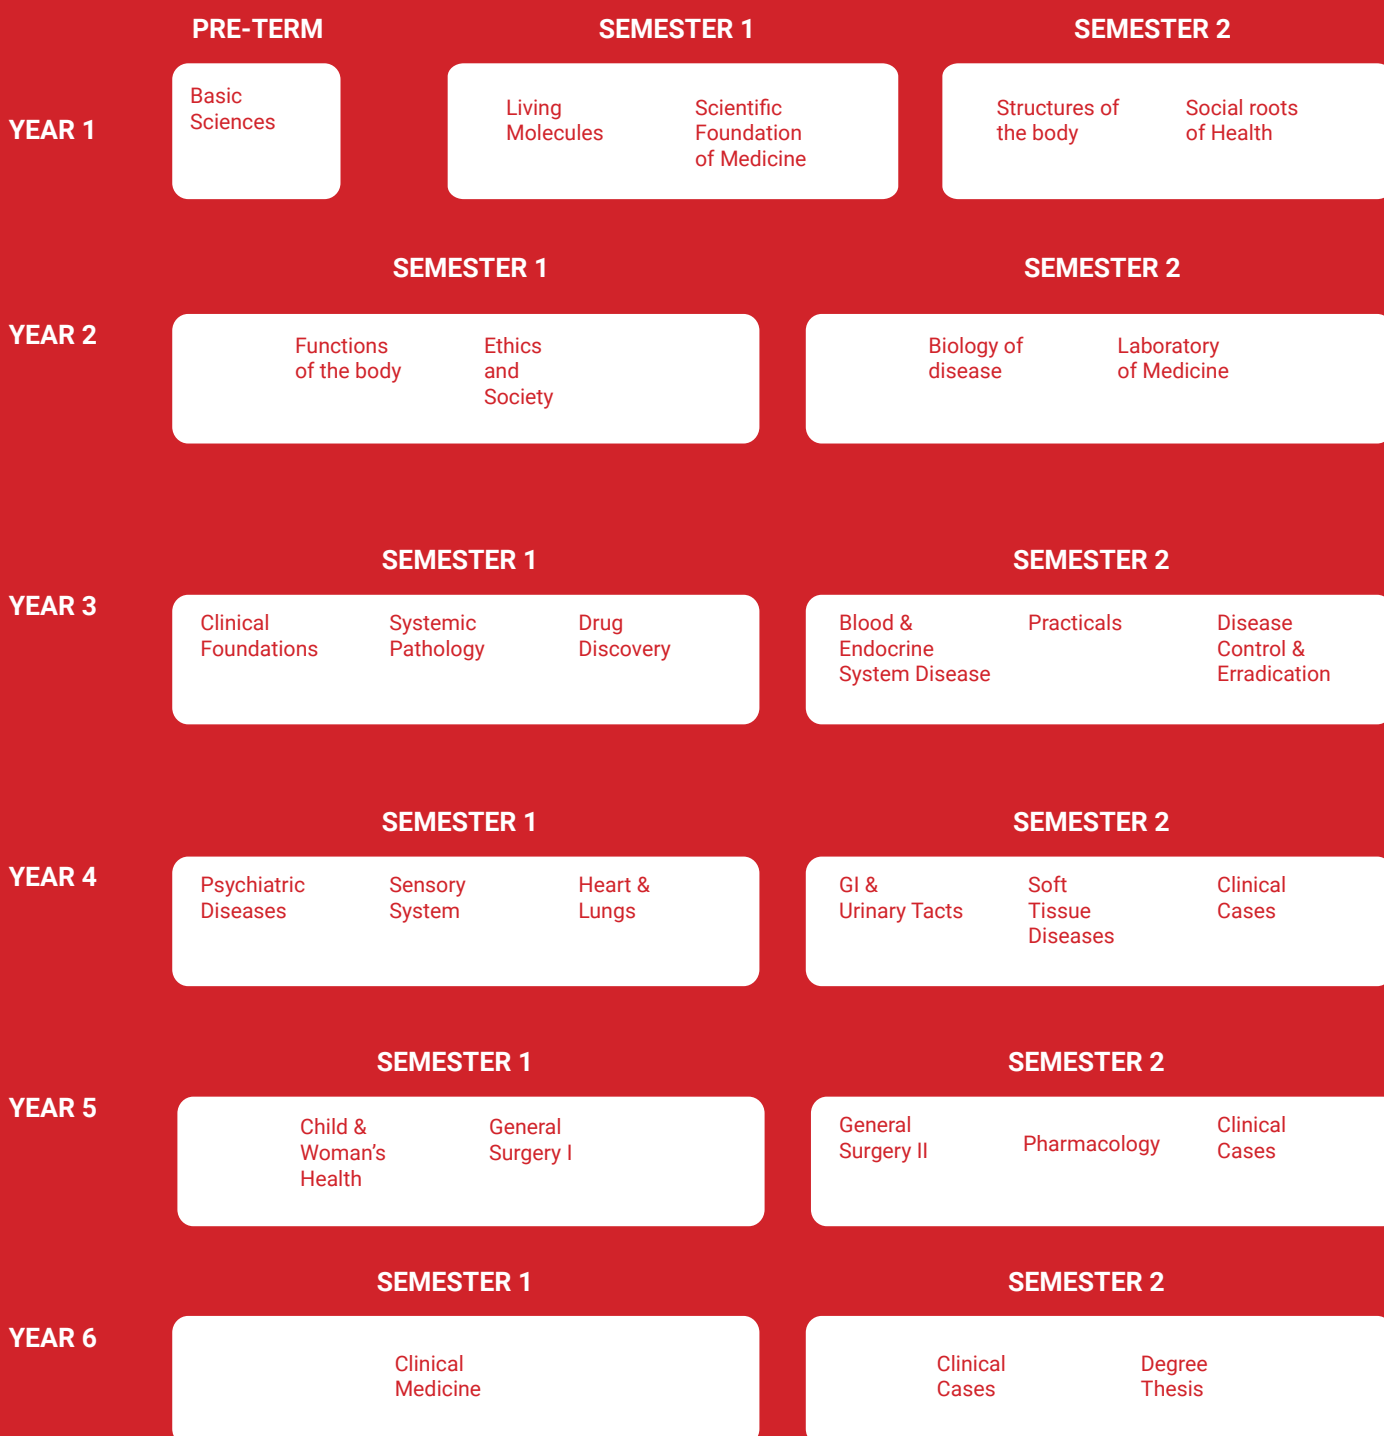 PRE-TERM
SEMESTER 1
SEMESTER 2
YEAR 1
Basic
Sciences
Living
Molecules
Scientific
Foundation
of Medicine
Structures of
the body
Social roots
of Health
SEMESTER 1
SEMESTER 2
YEAR 2
Functions
of the body
Ethics
and
Society
Biology of
disease
Laboratory
of Medicine
SEMESTER 1
SEMESTER 2
YEAR 3
Clinical
Foundations
Systemic
Pathology
Drug
Discovery
Blood &
Endocrine
System Disease
Practicals
Disease
Control &
Erradication
SEMESTER 1
SEMESTER 2
YEAR 4
Psychiatric
Diseases
Sensory
System
Heart &
Lungs
GI &
Urinary Tacts
Soft
Tissue
Diseases
Clinical
Cases
SEMESTER 1
SEMESTER 2
YEAR 5
Child &
Woman’s
Health
General
Surgery I
General
Surgery II
Pharmacology
Clinical
Cases
SEMESTER 1
SEMESTER 2
YEAR 6
Clinical
Medicine
Clinical
Cases
Degree
Thesis